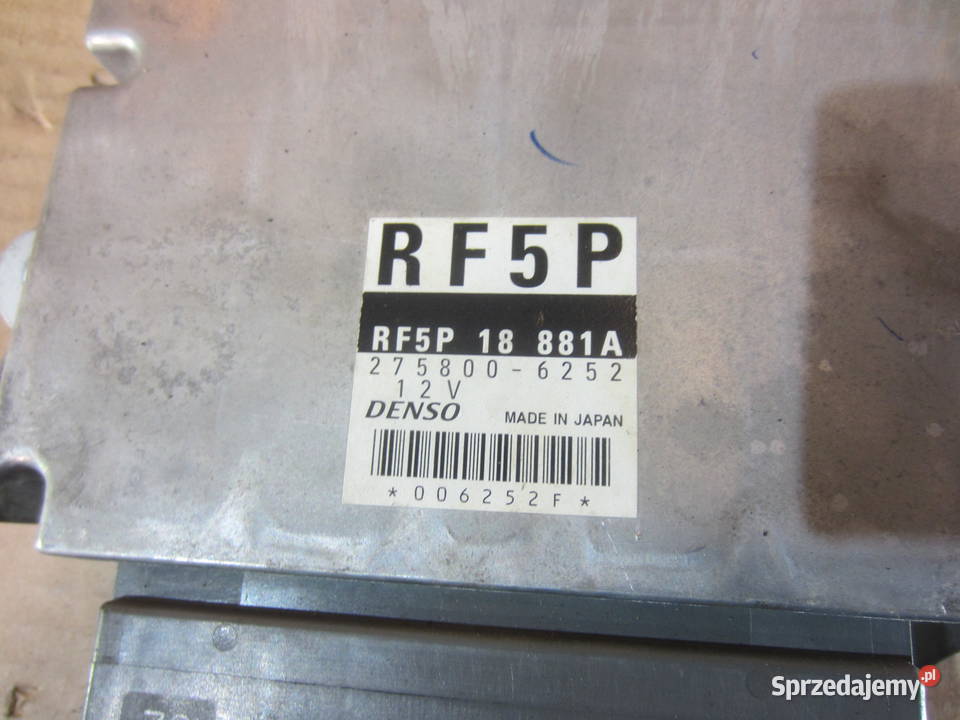 RF5P
RF5P 18 881A
275800-6252
12V
DENSO MADE IN JAPAN
*006252F*
Sprzedajemy.pl